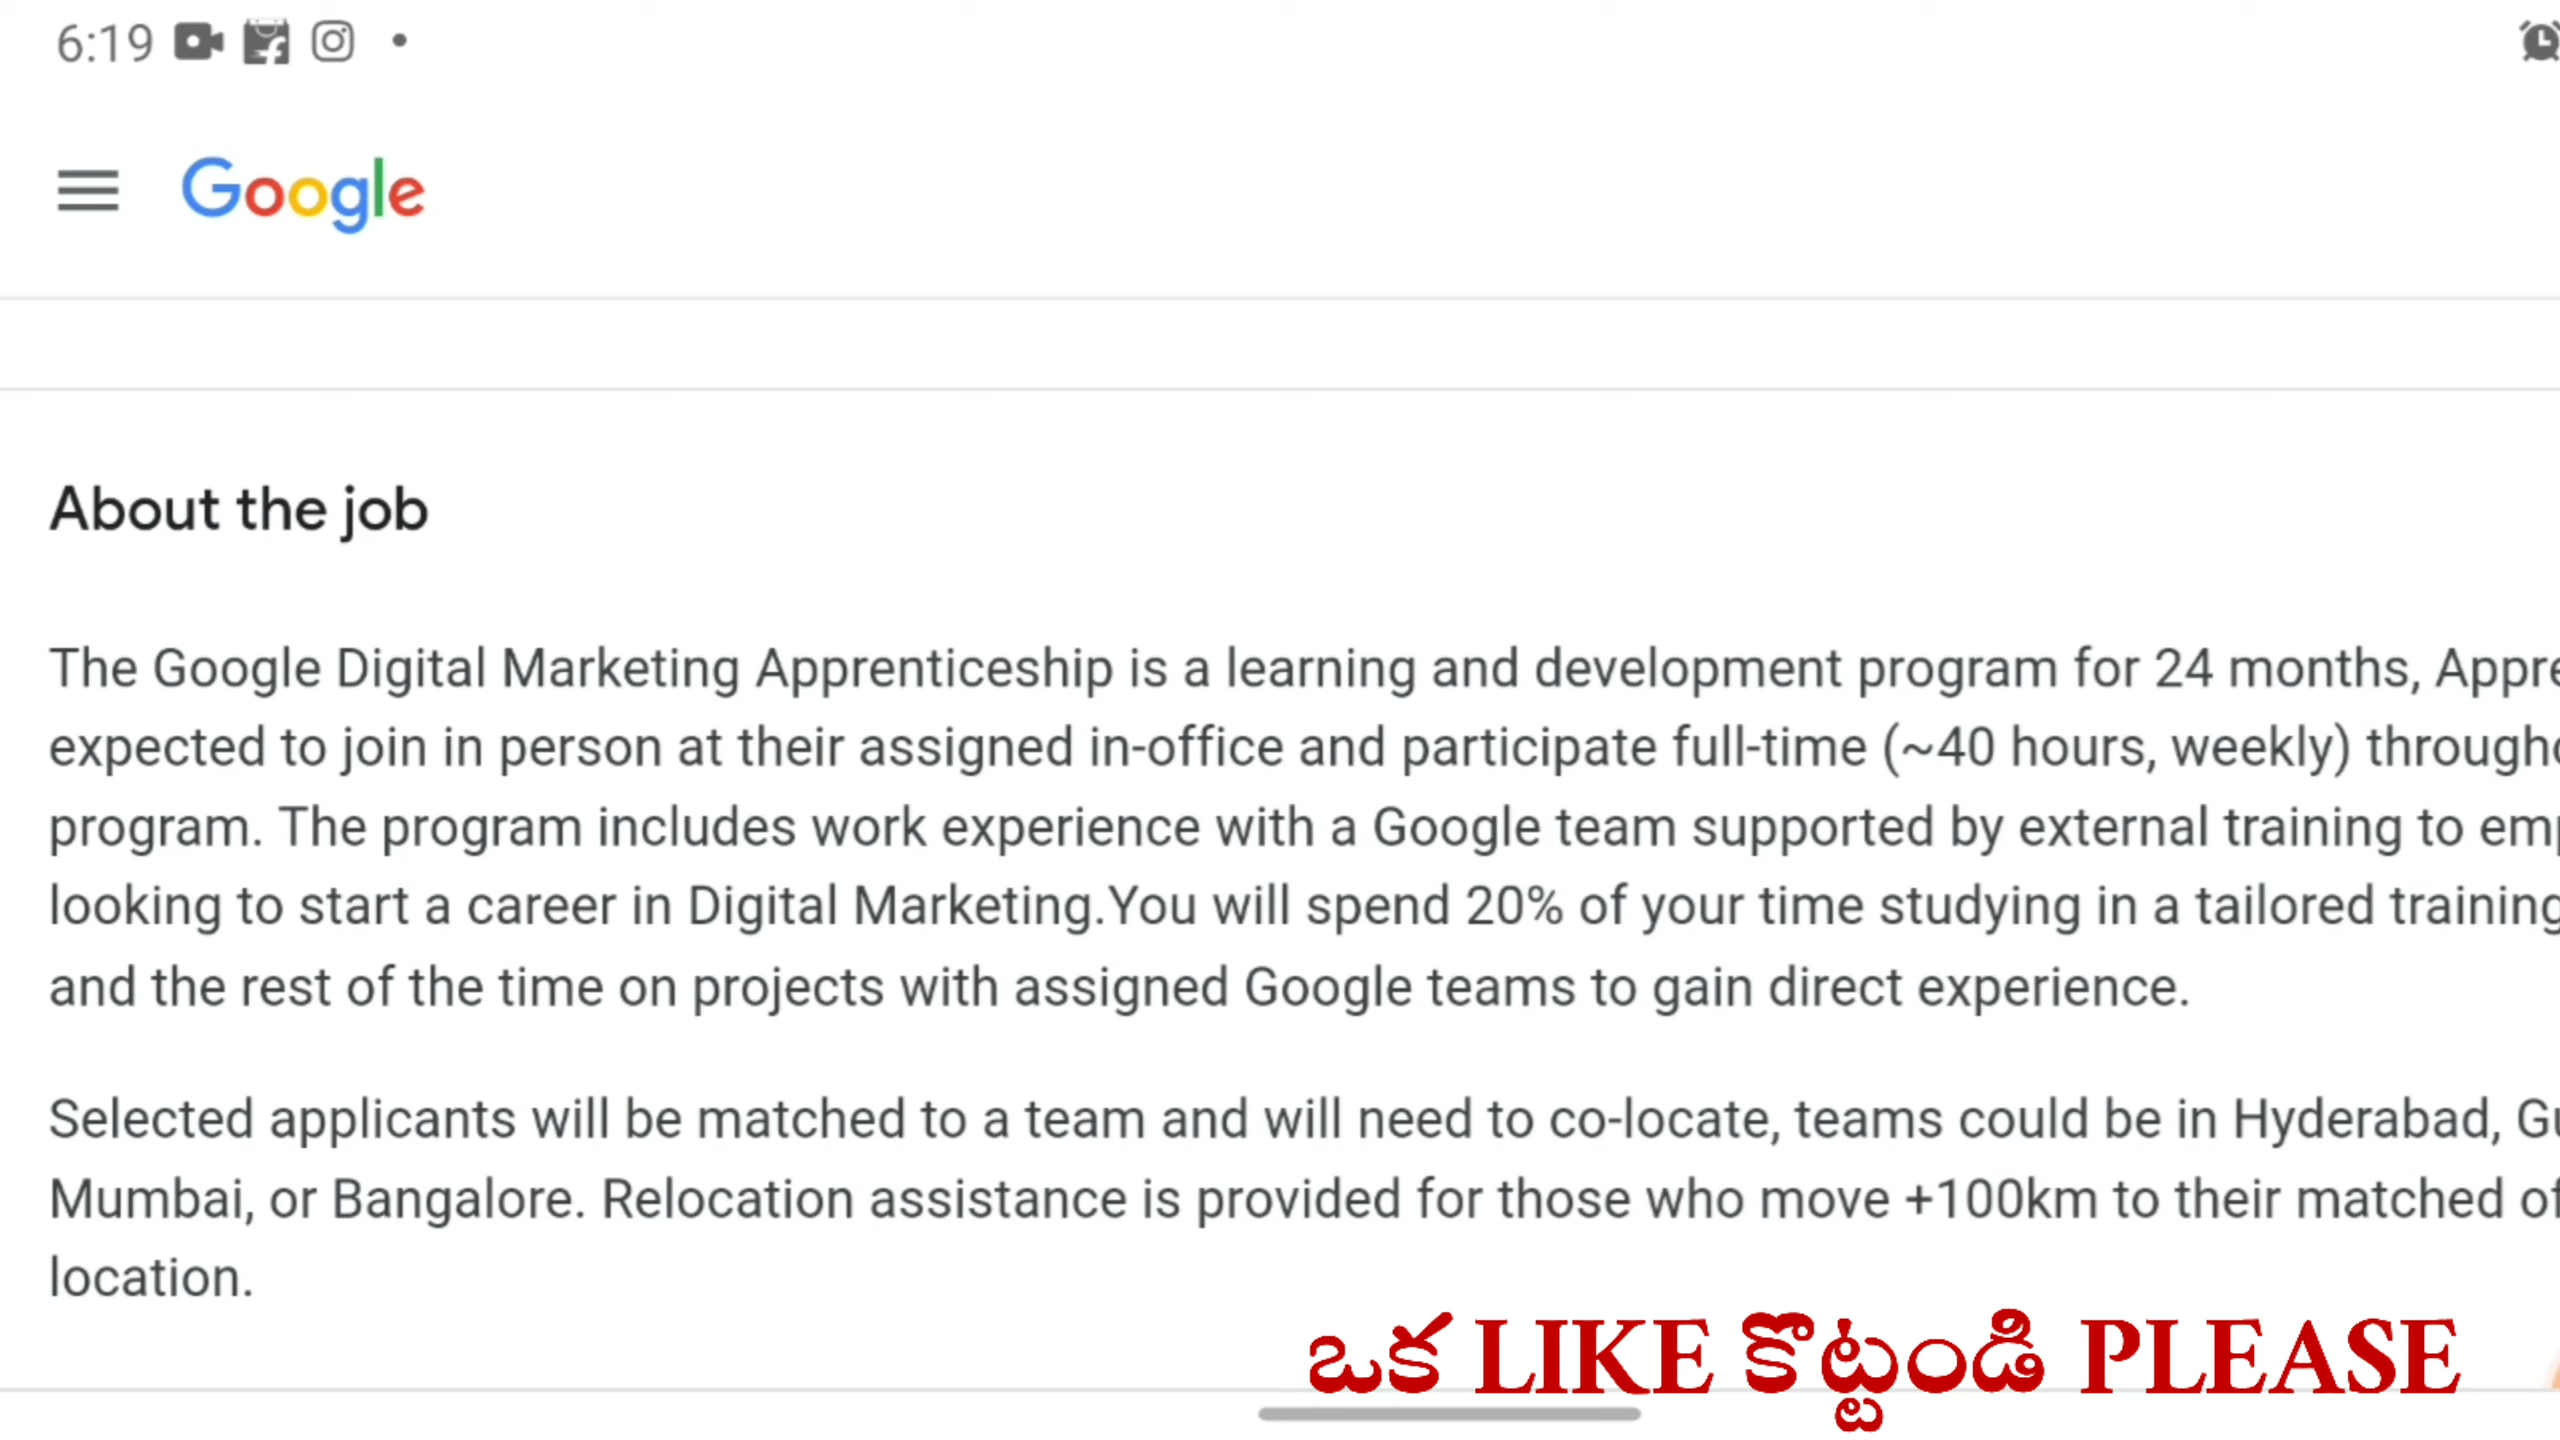 6:19
Google
About the job
The Google Digital Marketing Apprenticeship is a learning and development program for 24 months, Appre
expected to join in person at their assigned in-office and participate full-time (~40 hours, weekly) througho
program. The program includes work experience with a Google team supported by external training to emp
looking to start a career in Digital Marketing.You will spend 20% of your time studying in a tailored training
and the rest of the time on projects with assigned Google teams to gain direct experience.
Selected applicants will be matched to a team and will need to co-locate, teams could be in Hyderabad, Gu
Mumbai, or Bangalore. Relocation assistance is provided for those who move +100km to their matched of
location.
ఒక LIKE కొట్టండి PLEASE